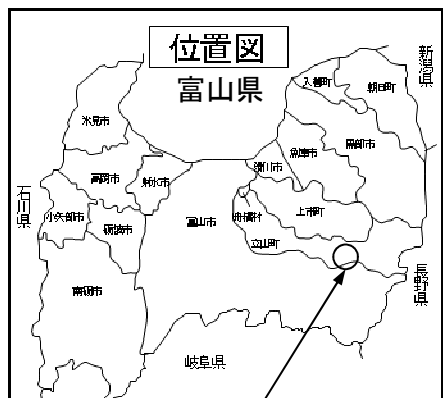 位置図
富山県
新潟県
入善町
朝日町
氷見市
黒部市
魚津市
滑川市
高岡市
射水市
石川県
小矢部市
砺波市
富山市
舟橋村
上市町
立山町
長野県
南砺市
岐阜県